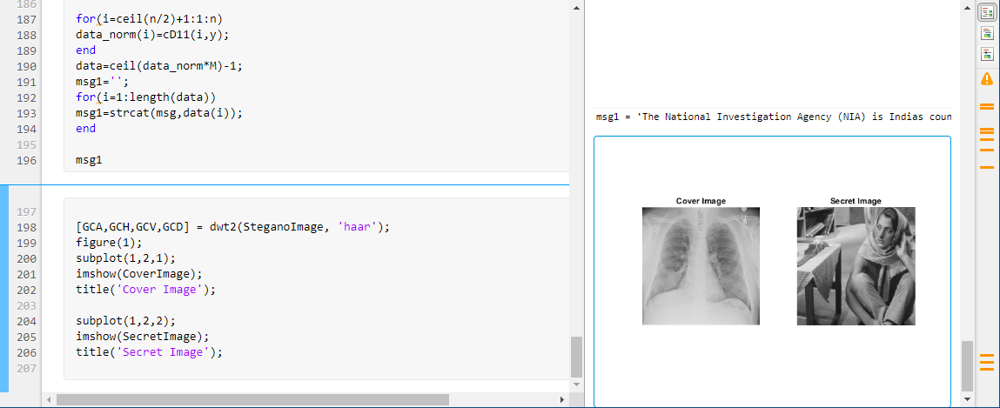 186
187 for(i=ceil(n/2)+1:1:n)
188 data_norm(i)=cD11(i,y);
189 end
190 data=ceil(data_norm*M)-1;
191 msg1='';
192 for(i=1:length(data))
193 msg1=strcat(msg,data(i));
194 end
195
196 msg1
197
198 [GCA,GCH,GCV,GCD] = dwt2(SteganoImage, 'haar');
199 figure(1);
200 subplot(1,2,1);
201 imshow(CoverImage);
202 title('Cover Image');
203
204 subplot(1,2,2);
205 imshow(SecretImage);
206 title('Secret Image');
207
msg1 = 'The National Investigation Agency (NIA) is Indias coun
Cover Image
Secret Image